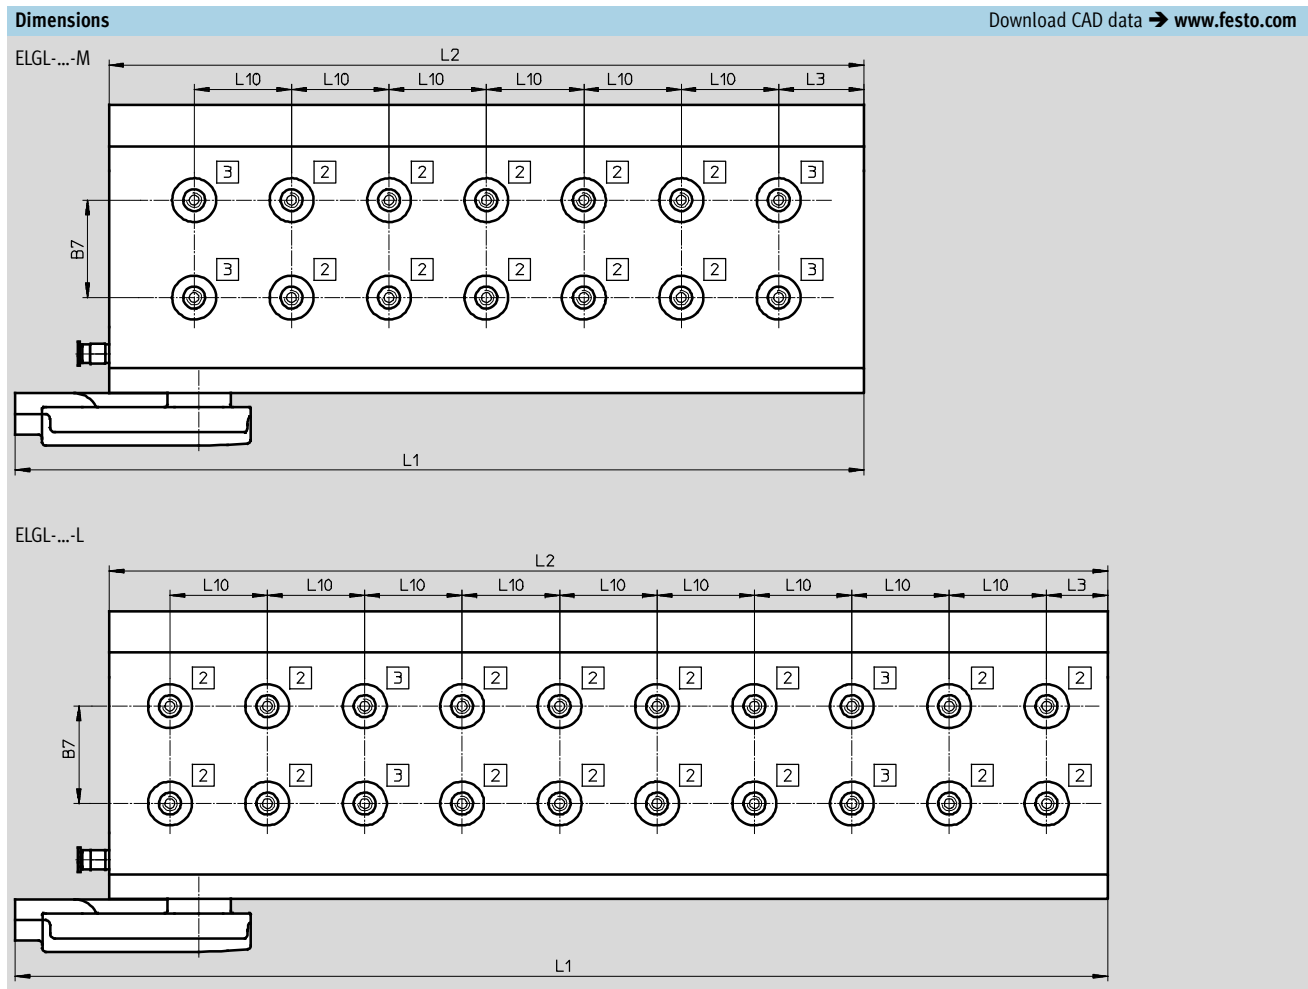 Dimensions Download CAD data ➔ www.festo.com
ELGL-...-M
L2
L10 L10 L10 L10 L10 L10 L3
3 2 2 2 2 2 3
B7
3 2 2 2 2 2 3
L1
ELGL-...-L
L2
L10 L10 L10 L10 L10 L10 L10 L10 L10 L3
2 2 3 2 2 2 2 3 2 2
B7
2 2 3 2 2 2 2 3 2 2
L1